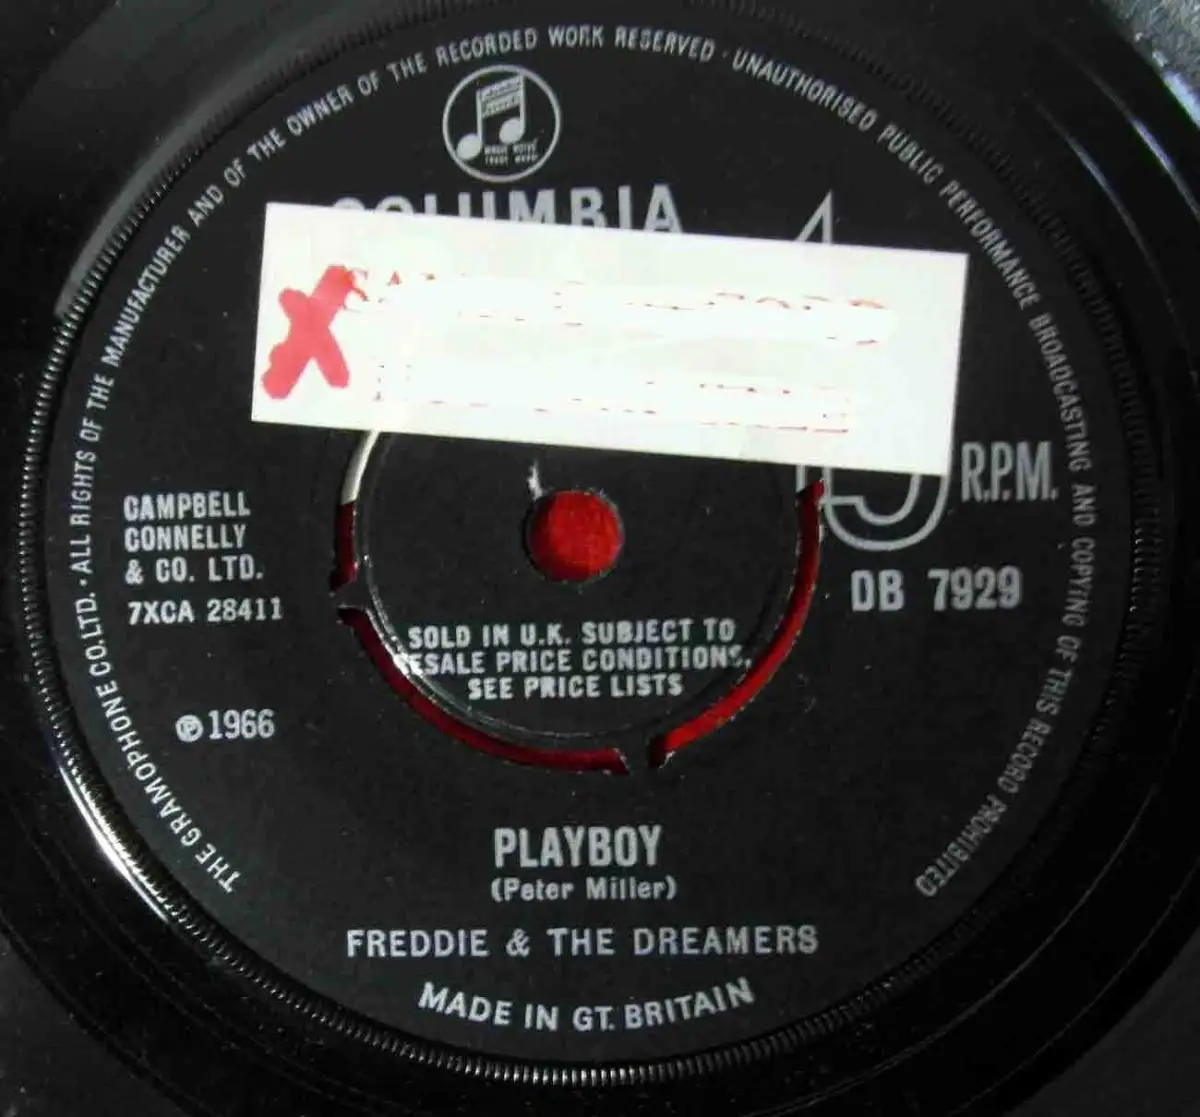 THE GRAMOPHONE CO. LTD. · ALL RIGHTS OF THE MANUFACTURER AND OF THE OWNER OF THE RECORDED WORK RESERVED · UNAUTHORISED PUBLIC PERFORMANCE BROADCASTING AND COPYING OF THIS RECORD PROHIBITED
COLUMBIA
X
R.P.M.
CAMPBELL
CONNELLY
& CO. LTD.
7XCA 28411
DB 7929
SOLD IN U.K. SUBJECT TO
RESALE PRICE CONDITIONS,
SEE PRICE LISTS
℗ 1966
PLAYBOY
(Peter Miller)
FREDDIE & THE DREAMERS
MADE IN GT. BRITAIN